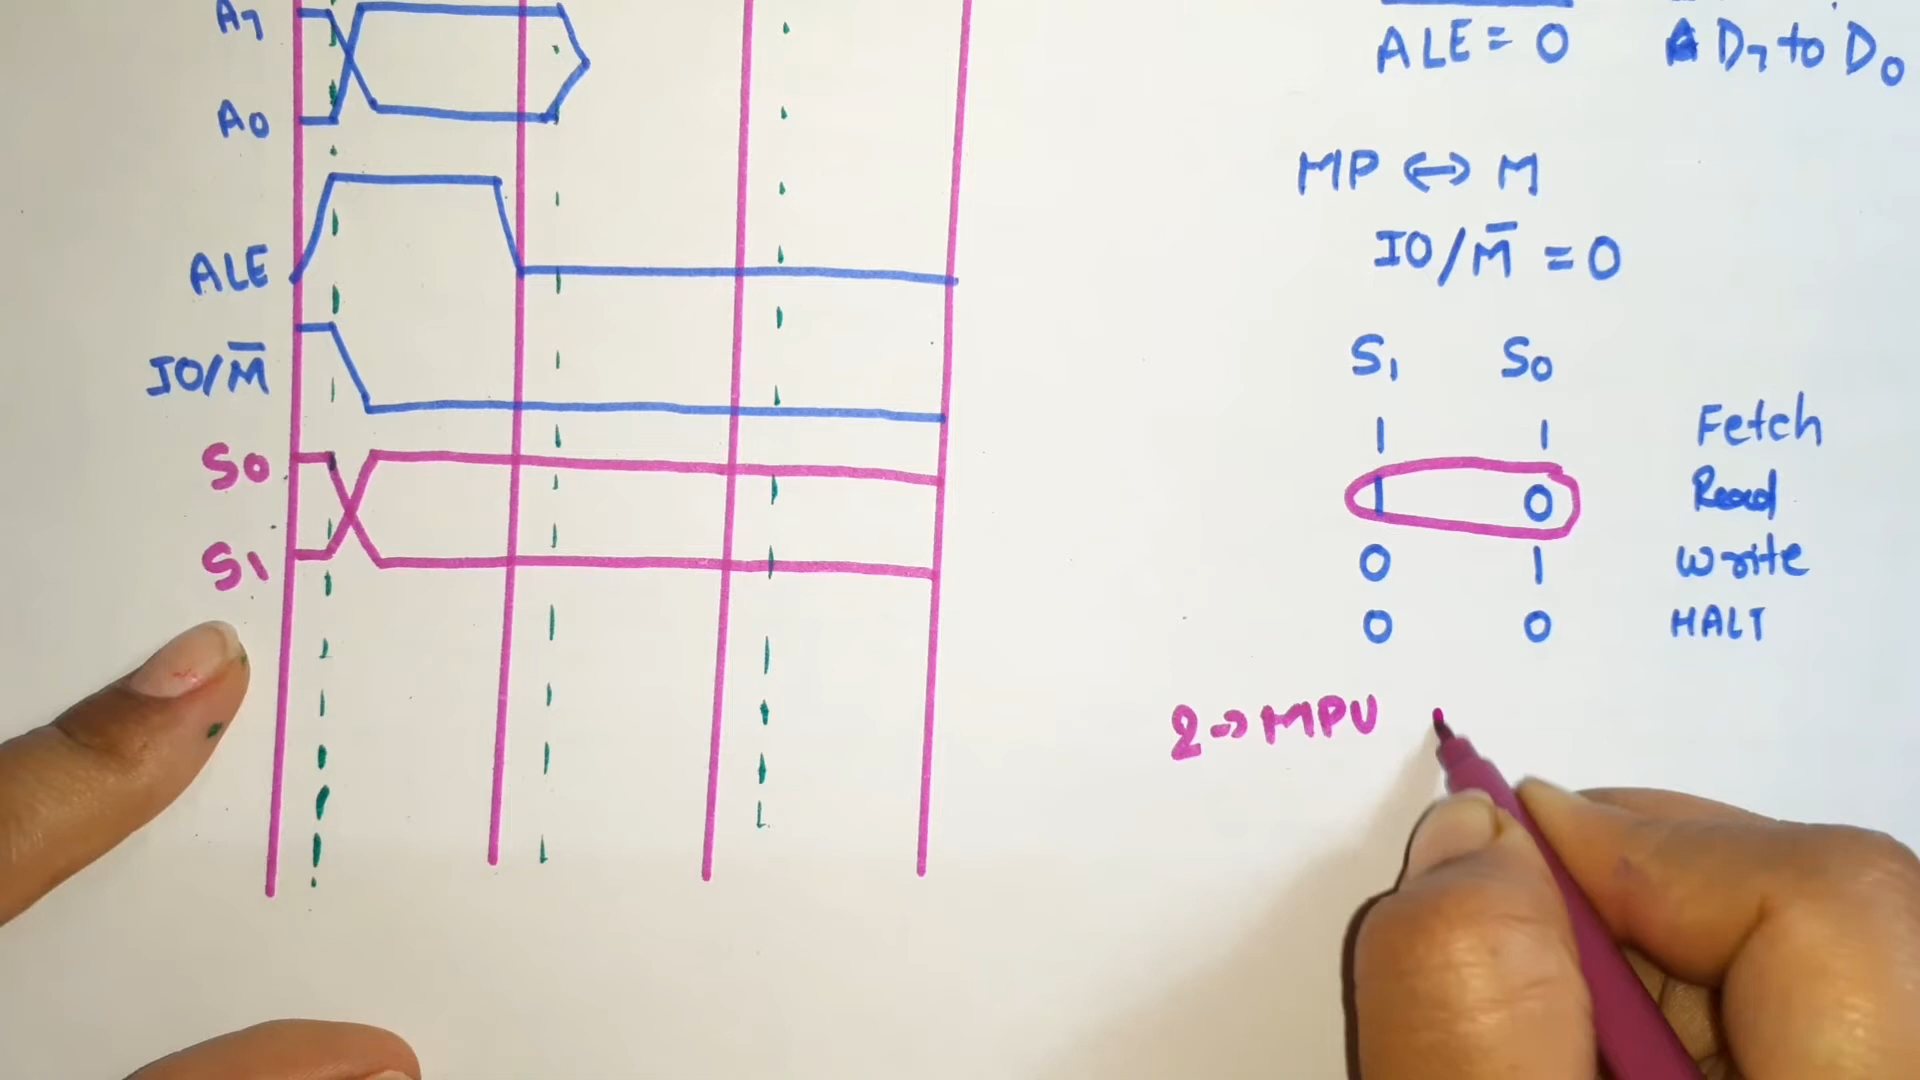 A7
A0
ALE
IO/M̅
S0
S1
ALE = 0 AD7 to D0
MP ↔ M
IO/M̅ = 0
S1 S0
1 1 Fetch
1 0 Read
0 1 Write
0 0 HALT
2 → MPU